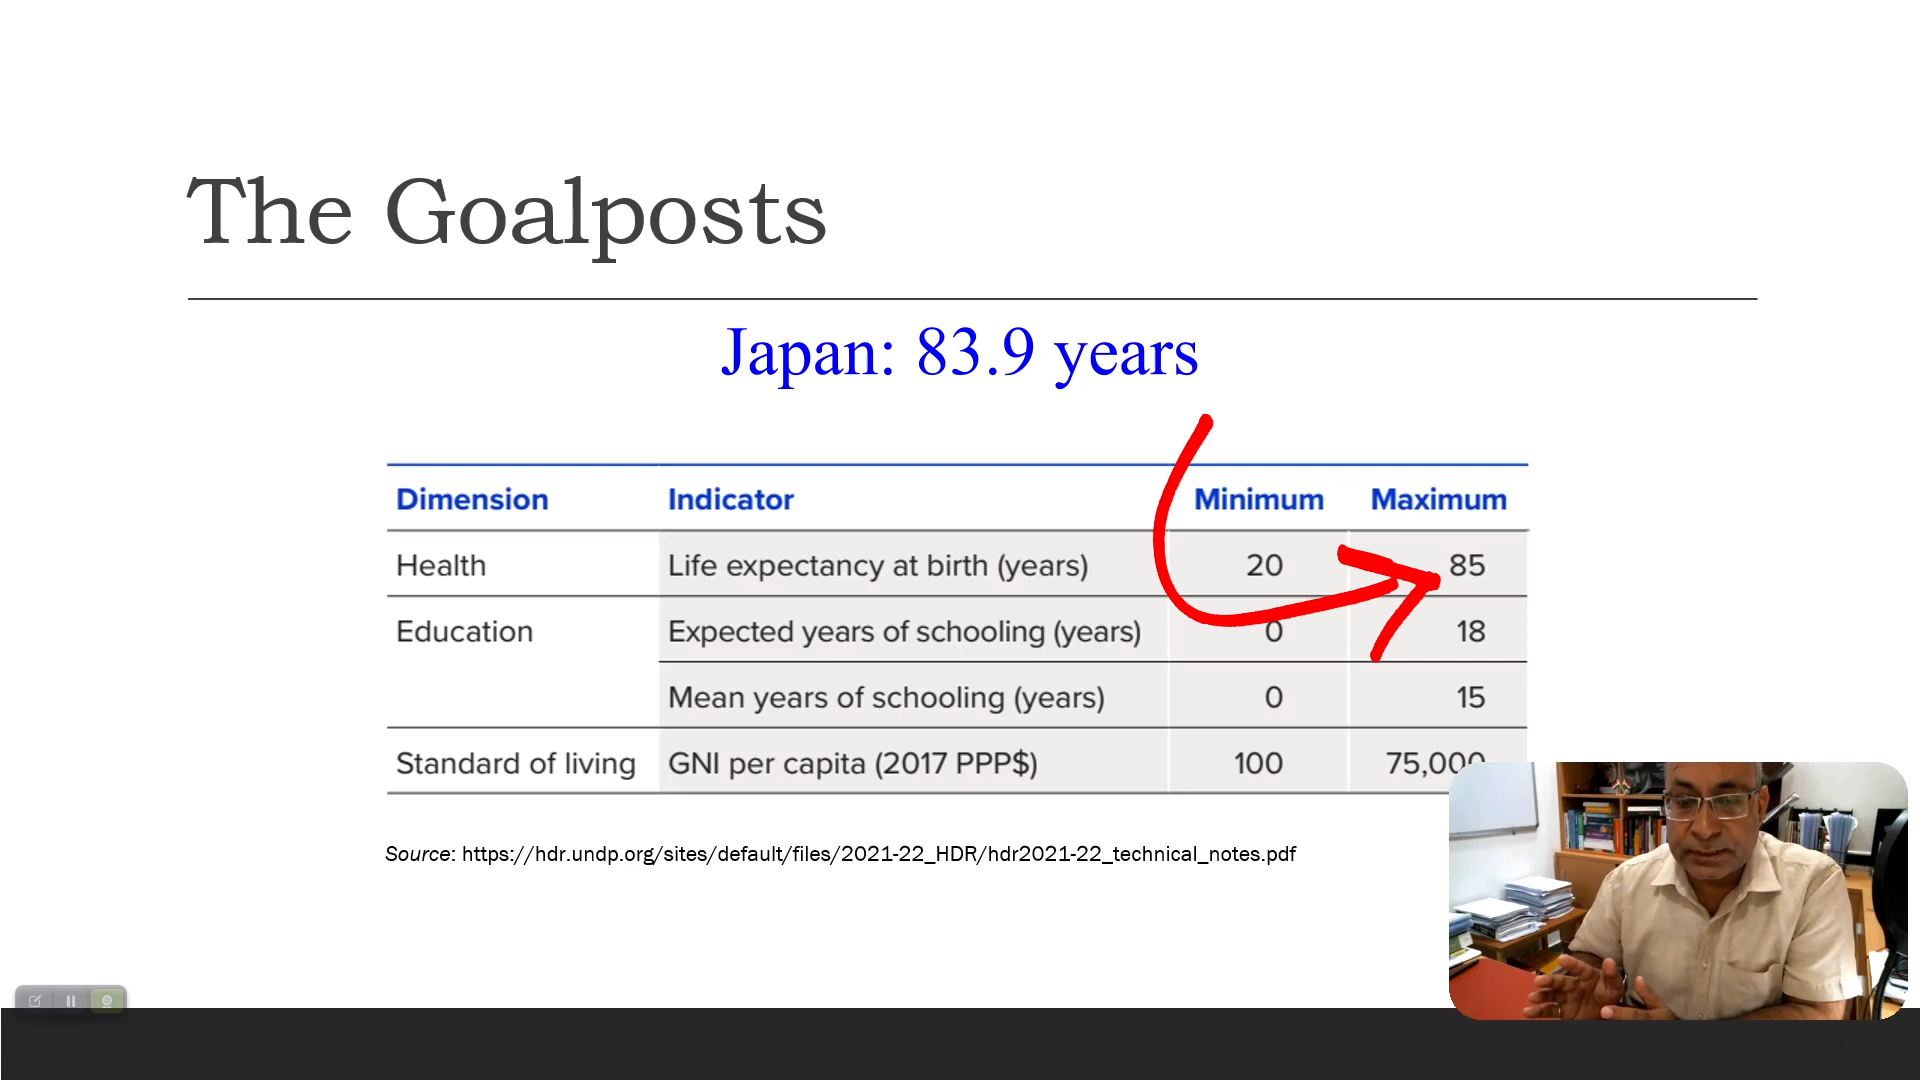 The Goalposts
Japan: 83.9 years
Dimension Indicator Minimum Maximum
Health Life expectancy at birth (years) 20 85
Education Expected years of schooling (years) 0 18
Mean years of schooling (years) 0 15
Standard of living GNI per capita (2017 PPP$) 100 75,000
Source: https://hdr.undp.org/sites/default/files/2021-22_HDR/hdr2021-22_technical_notes.pdf